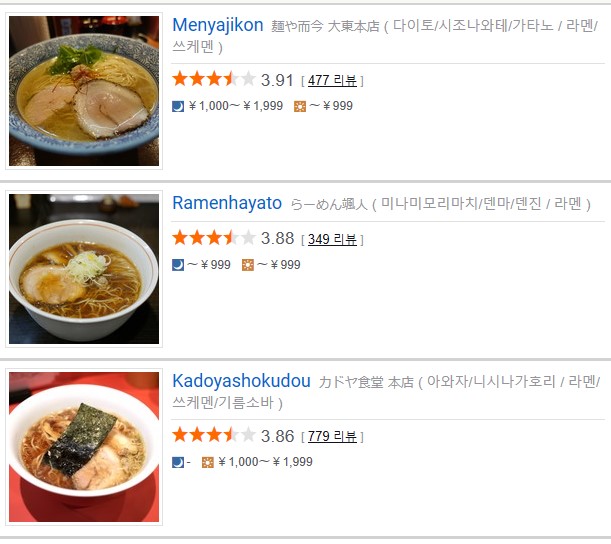 Menyajikon 麺や而今 大東本店 ( 다이토/시조나와테/가타노 / 라멘/
쓰케멘 )
3.91 [ 477 리뷰 ]
¥1,000～¥1,999 ～¥999
Ramenhayato らーめん颯人 ( 미나미모리마치/덴마/덴진 / 라멘 )
3.88 [ 349 리뷰 ]
～¥999 ～¥999
Kadoyashokudou カドヤ食堂 本店 ( 아와자/니시나가호리 / 라멘/
쓰케멘/기름소바 )
3.86 [ 779 리뷰 ]
- ¥1,000～¥1,999